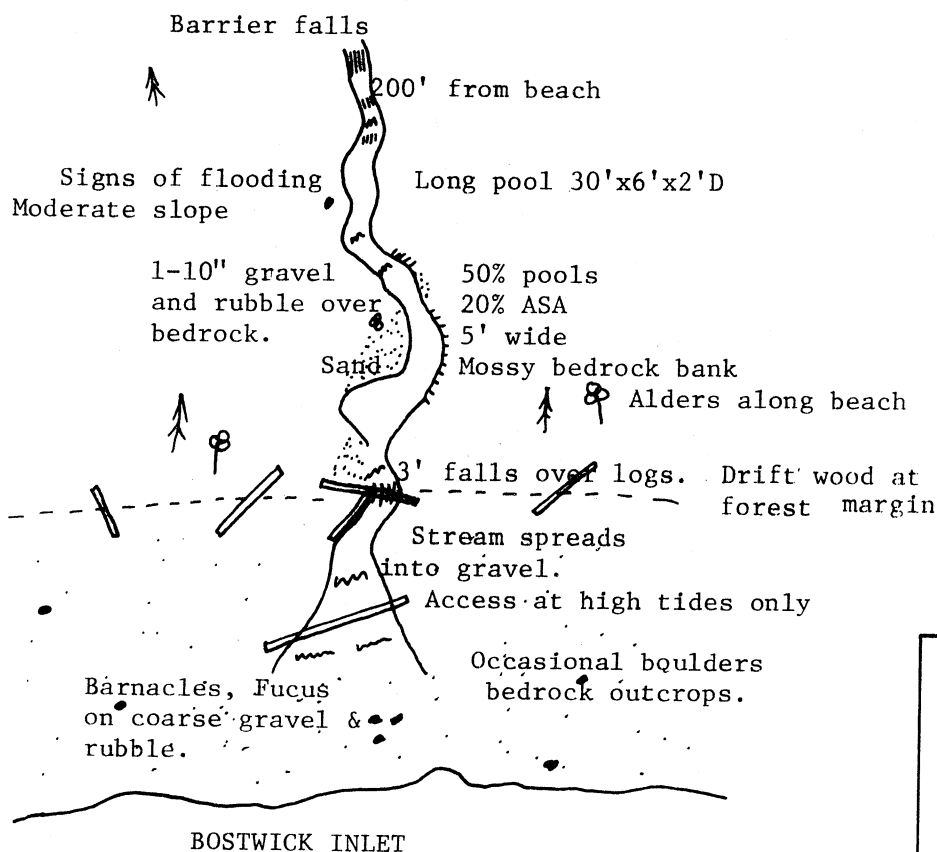 Barrier falls
200' from beach
Signs of flooding
Moderate slope
Long pool 30'x6'x2'D
1-10" gravel
and rubble over
bedrock.
50% pools
20% ASA
5' wide
Mossy bedrock bank
Sand
Alders along beach
3' falls over logs.
Drift wood at
forest margin
Stream spreads
into gravel.
Access at high tides only
Occasional boulders
bedrock outcrops.
Barnacles, Fucus
on coarse gravel &
rubble.
BOSTWICK INLET